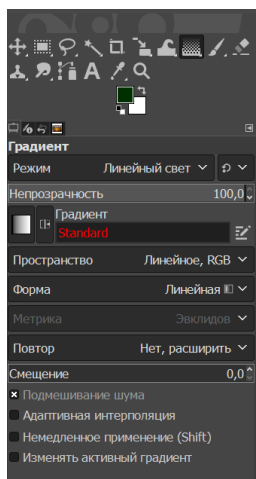 Градиент
Режим Линейный свет
Непрозрачность 100,0
Градиент
Standard
Пространство Линейное, RGB
Форма Линейная
Метрика Эвклидов
Повтор Нет, расширить
Смещение 0,0
Подмешивание шума
Адаптивная интерполяция
Немедленное применение (Shift)
Изменять активный градиент